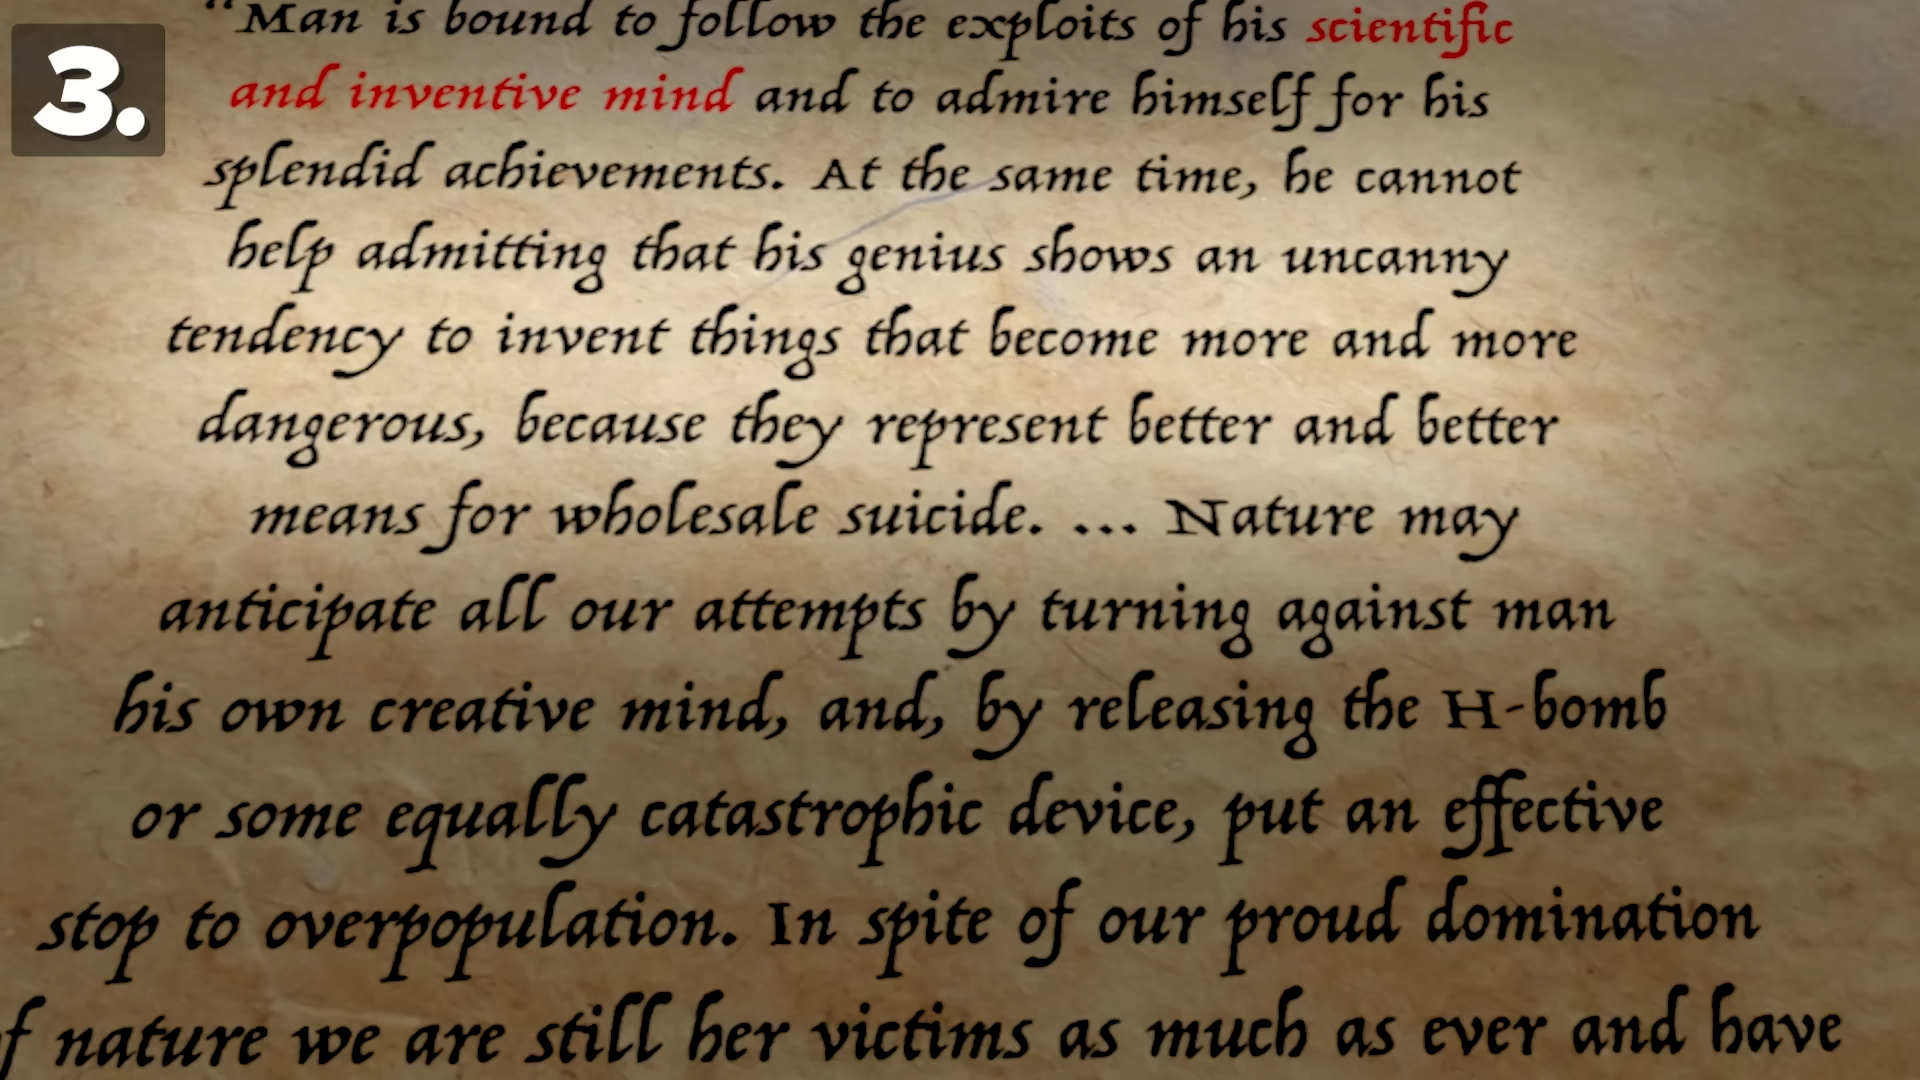 3.
“Man is bound to follow the exploits of his scientific
and inventive mind and to admire himself for his
splendid achievements. At the same time, he cannot
help admitting that his genius shows an uncanny
tendency to invent things that become more and more
dangerous, because they represent better and better
means for wholesale suicide. ... Nature may
anticipate all our attempts by turning against man
his own creative mind, and, by releasing the H-bomb
or some equally catastrophic device, put an effective
stop to overpopulation. In spite of our proud domination
of nature we are still her victims as much as ever and have